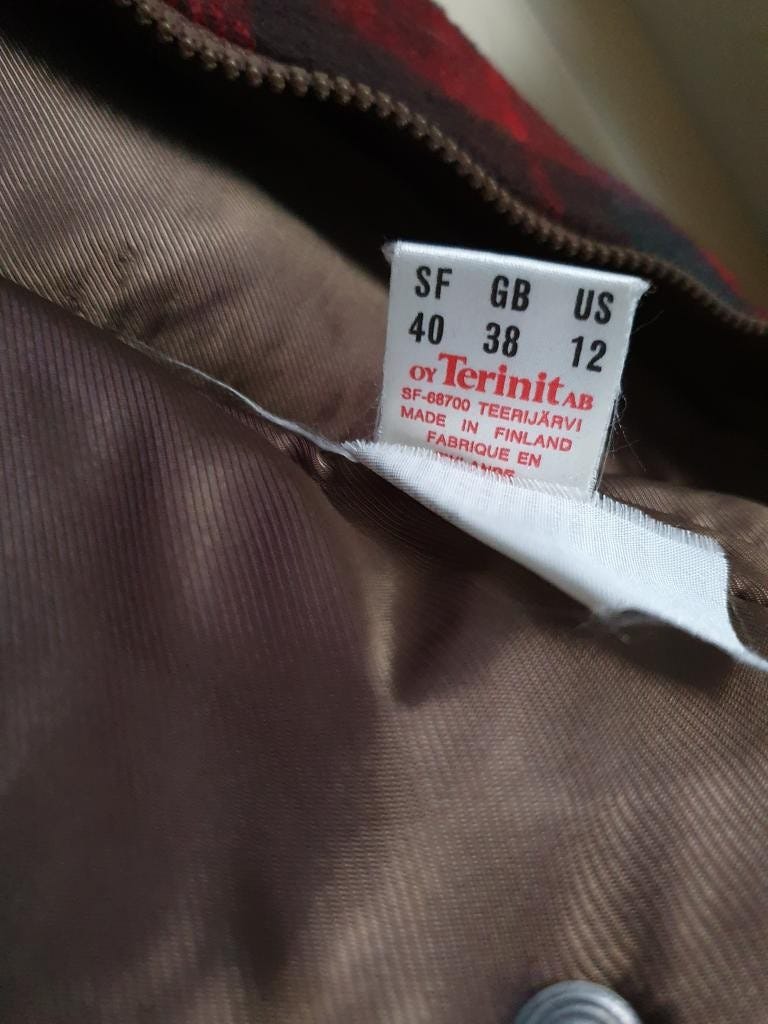 SF GB US
40 38 12
OY Terinit AB
SF-68700 TEERIJÄRVI
MADE IN FINLAND
FABRIQUE EN